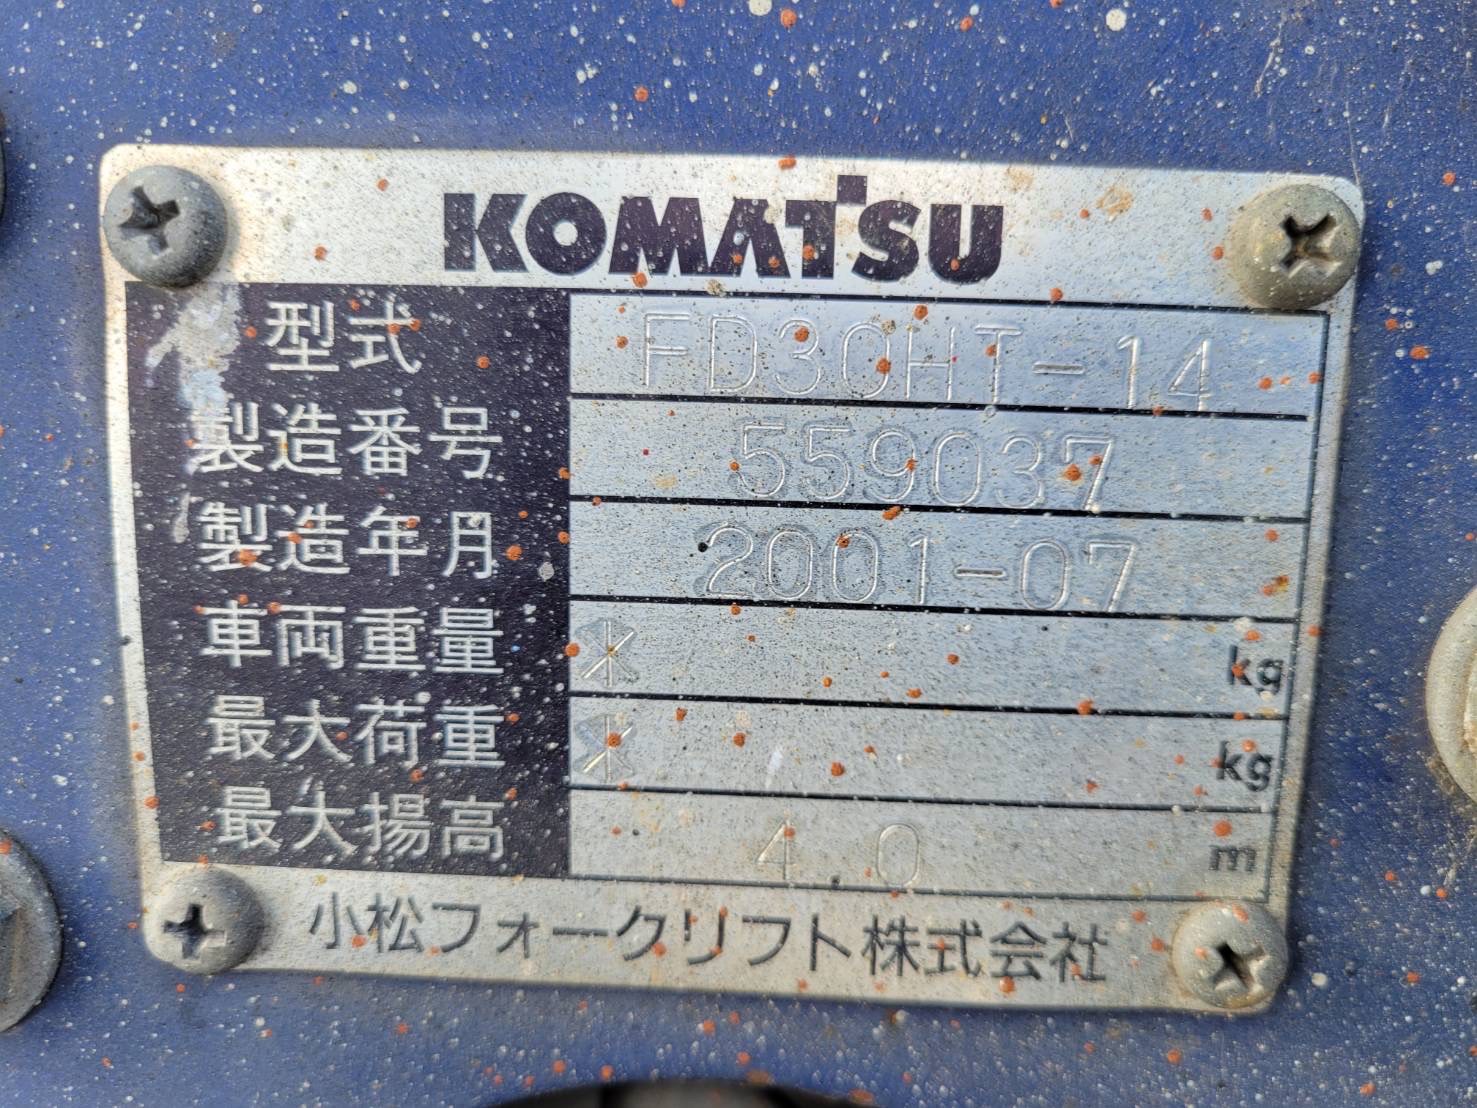 KOMATSU
型式 FD30HT-14
製造番号 559037
製造年月 2001-07
車両重量 * kg
最大荷重 * kg
最大揚高 4.0 m
小松フォークリフト株式会社